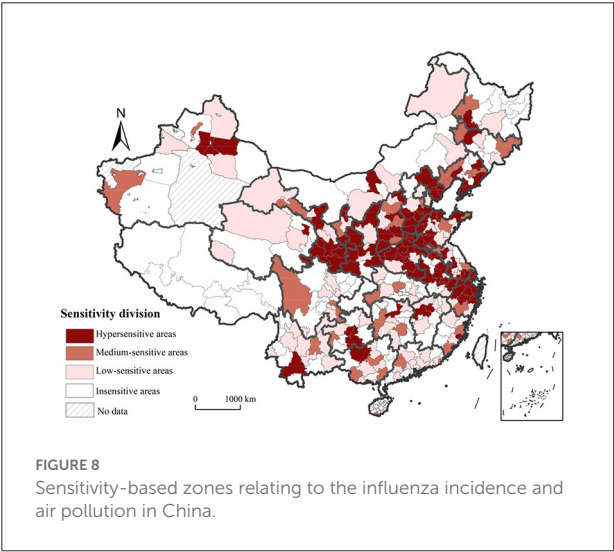 N
Sensitivity division
Hypersensitive areas
Medium-sensitive areas
Low-sensitive areas
Insensitive areas
No data
0 1000 km
FIGURE 8
Sensitivity-based zones relating to the influenza incidence and
air pollution in China.